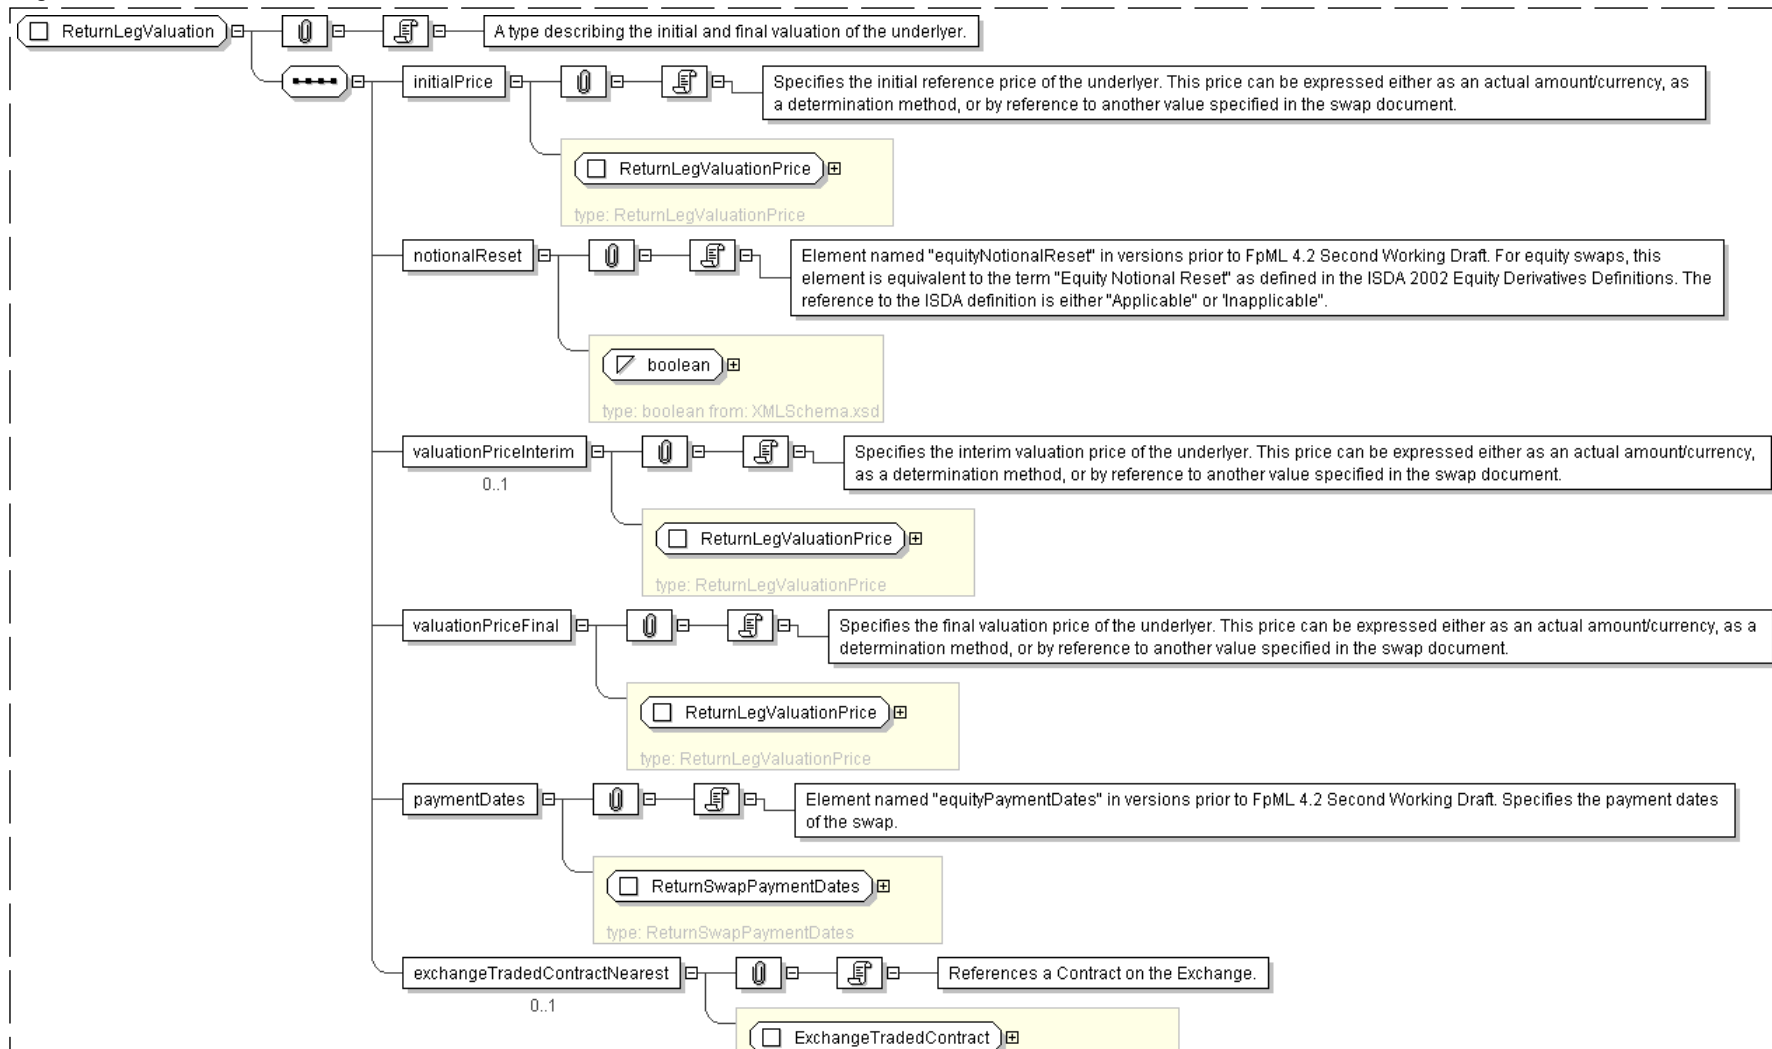 ReturnLegValuation
A type describing the initial and final valuation of the underlyer.
initialPrice
Specifies the initial reference price of the underlyer. This price can be expressed either as an actual amount/currency, as
a determination method, or by reference to another value specified in the swap document.
ReturnLegValuationPrice
type: ReturnLegValuationPrice
notionalReset
Element named "equityNotionalReset" in versions prior to FpML 4.2 Second Working Draft. For equity swaps, this
element is equivalent to the term "Equity Notional Reset" as defined in the ISDA 2002 Equity Derivatives Definitions. The
reference to the ISDA definition is either "Applicable" or 'Inapplicable".
boolean
type: boolean from: XMLSchema.xsd
valuationPriceInterim
0..1
Specifies the interim valuation price of the underlyer. This price can be expressed either as an actual amount/currency,
as a determination method, or by reference to another value specified in the swap document.
ReturnLegValuationPrice
type: ReturnLegValuationPrice
valuationPriceFinal
Specifies the final valuation price of the underlyer. This price can be expressed either as an actual amount/currency, as a
determination method, or by reference to another value specified in the swap document.
ReturnLegValuationPrice
type: ReturnLegValuationPrice
paymentDates
Element named "equityPaymentDates" in versions prior to FpML 4.2 Second Working Draft. Specifies the payment dates
of the swap.
ReturnSwapPaymentDates
type: ReturnSwapPaymentDates
exchangeTradedContractNearest
0..1
References a Contract on the Exchange.
ExchangeTradedContract